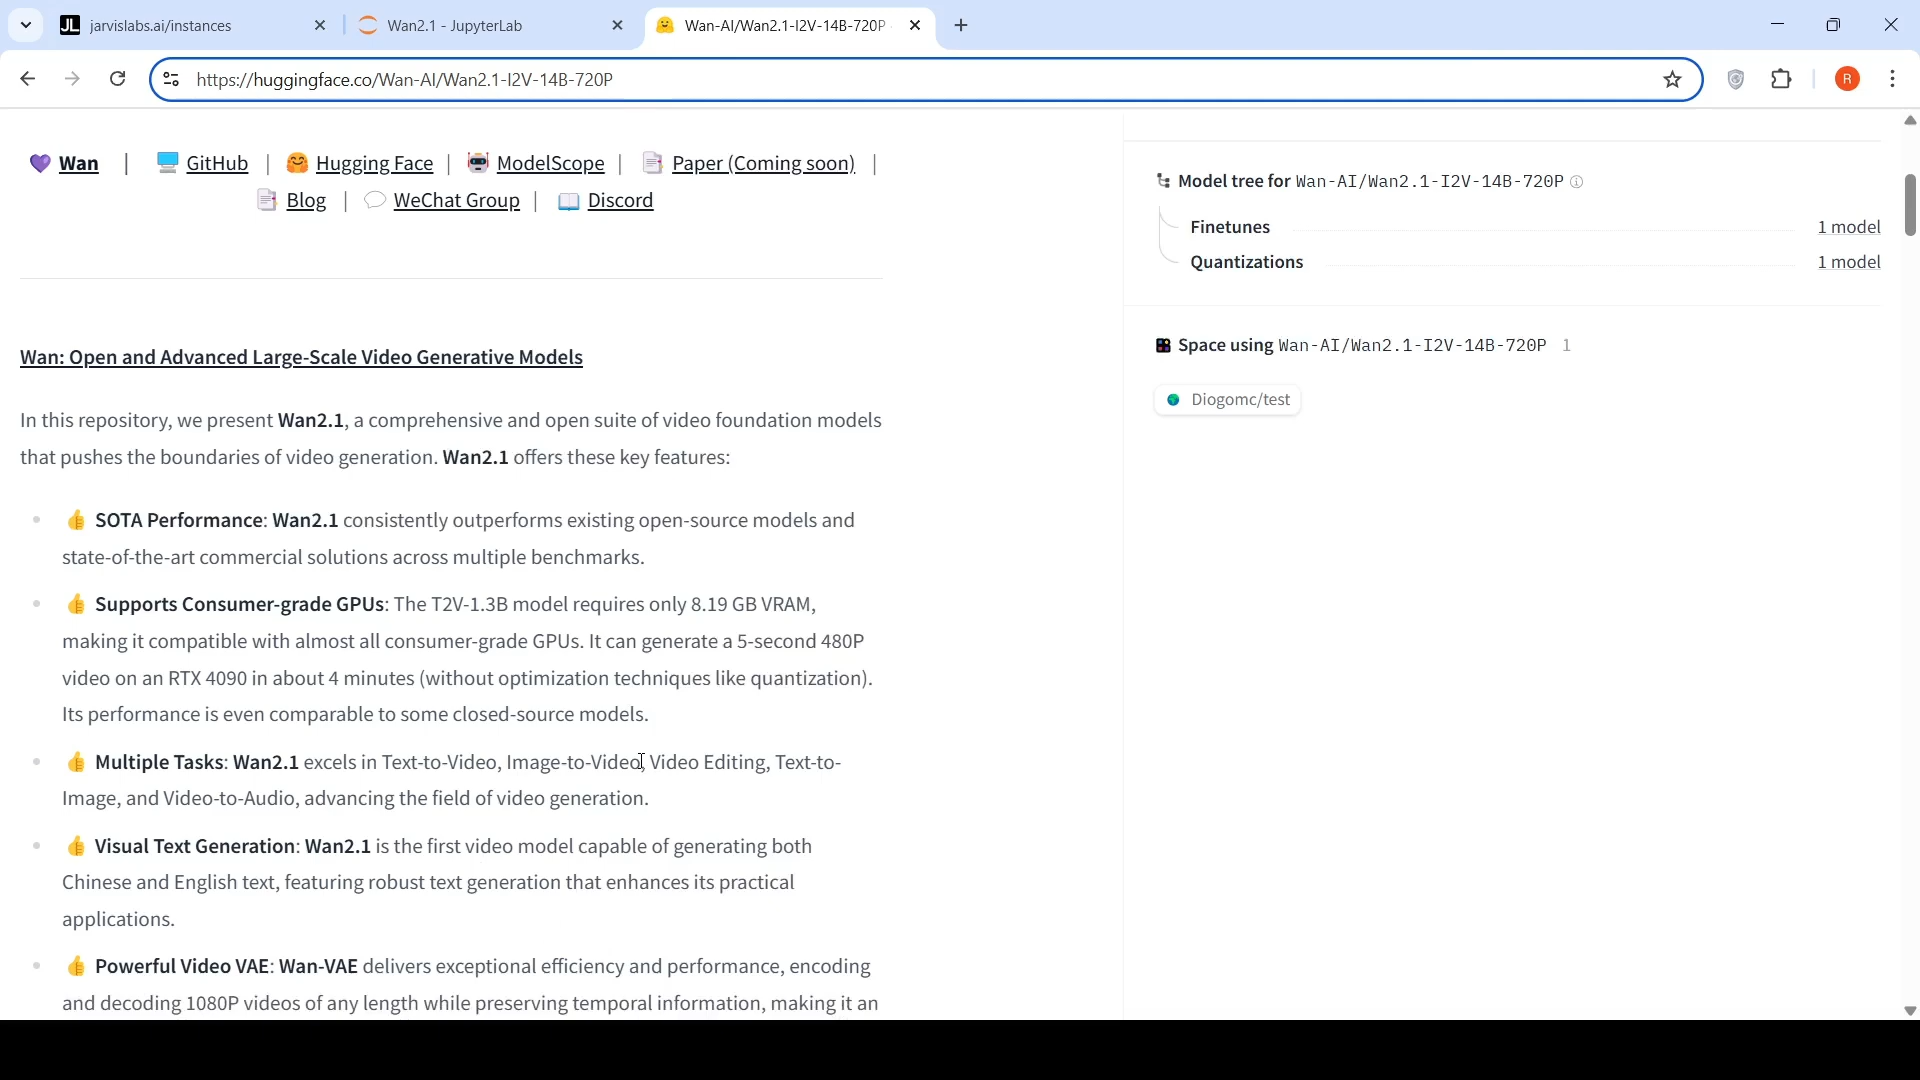 JL jarvislabs.ai/instances
Wan2.1 - JupyterLab
Wan-AI/Wan2.1-I2V-14B-720P
https://huggingface.co/Wan-AI/Wan2.1-I2V-14B-720P
R
Wan | GitHub | Hugging Face | ModelScope | Paper (Coming soon) |
Blog | WeChat Group | Discord
Wan: Open and Advanced Large-Scale Video Generative Models
In this repository, we present Wan2.1, a comprehensive and open suite of video foundation models
that pushes the boundaries of video generation. Wan2.1 offers these key features:
SOTA Performance: Wan2.1 consistently outperforms existing open-source models and
state-of-the-art commercial solutions across multiple benchmarks.
Supports Consumer-grade GPUs: The T2V-1.3B model requires only 8.19 GB VRAM,
making it compatible with almost all consumer-grade GPUs. It can generate a 5-second 480P
video on an RTX 4090 in about 4 minutes (without optimization techniques like quantization).
Its performance is even comparable to some closed-source models.
Multiple Tasks: Wan2.1 excels in Text-to-Video, Image-to-Video, Video Editing, Text-to-
Image, and Video-to-Audio, advancing the field of video generation.
Visual Text Generation: Wan2.1 is the first video model capable of generating both
Chinese and English text, featuring robust text generation that enhances its practical
applications.
Powerful Video VAE: Wan-VAE delivers exceptional efficiency and performance, encoding
and decoding 1080P videos of any length while preserving temporal information, making it an
Model tree for Wan-AI/Wan2.1-I2V-14B-720P
Finetunes 1 model
Quantizations 1 model
Space using Wan-AI/Wan2.1-I2V-14B-720P 1
Diogomc/test